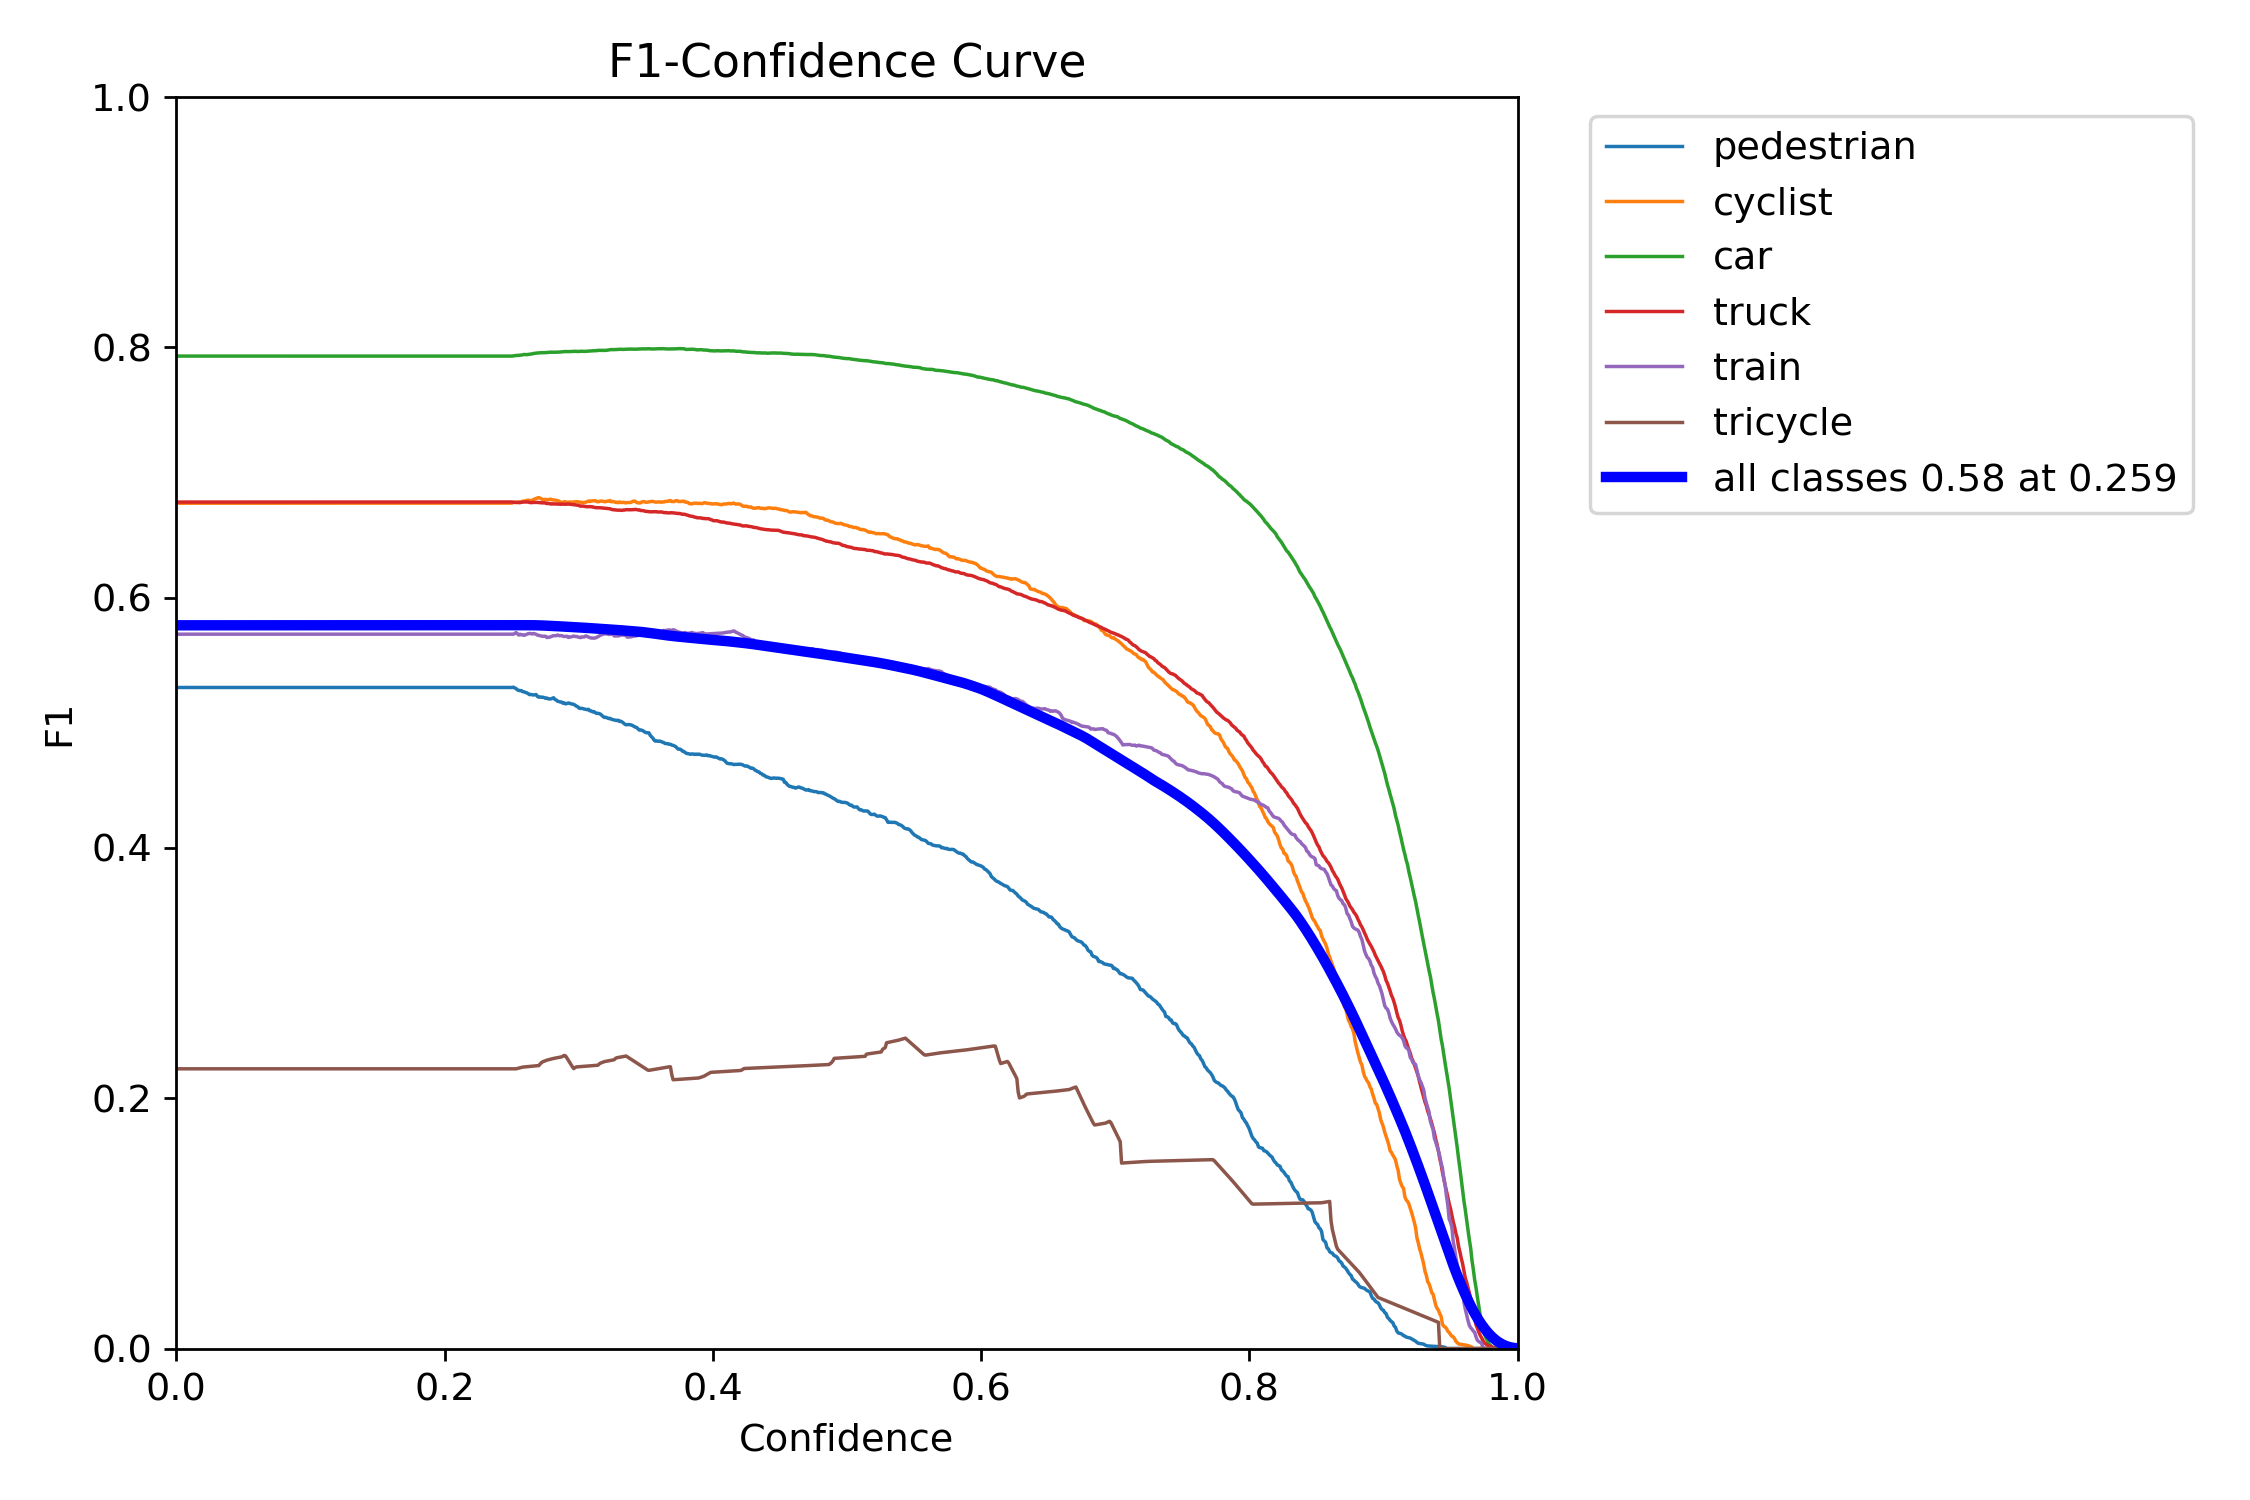 F1-Confidence Curve
1.0
0.8
0.6
0.4
0.2
0.0
F1
0.0 0.2 0.4 0.6 0.8 1.0
Confidence
pedestrian
cyclist
car
truck
train
tricycle
all classes 0.58 at 0.259